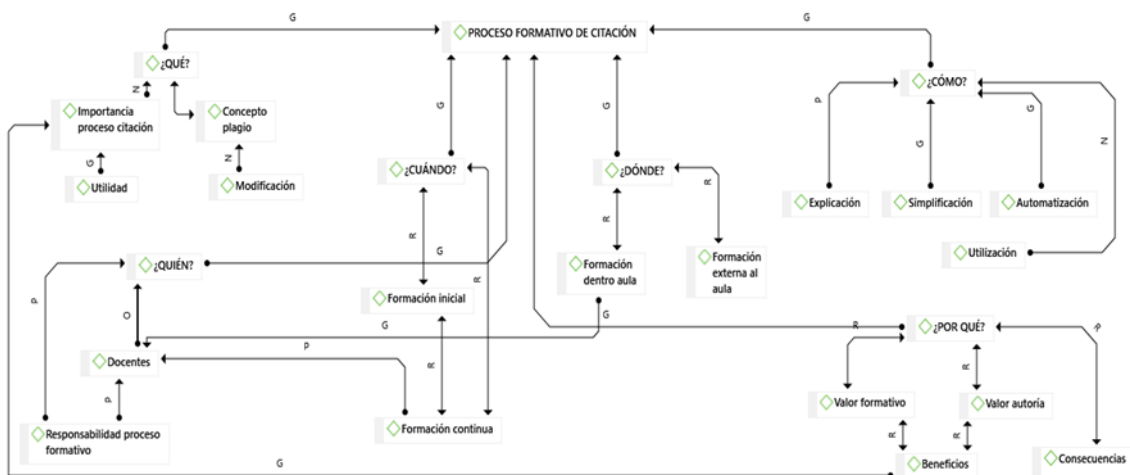 G
G
PROCESO FORMATIVO DE CITACIÓN
¿QUÉ?
¿CÓMO?
N
Importancia
proceso citación
Concepto
plagio
G
G
P
G
G
N
G
N
¿CUÁNDO?
¿DÓNDE?
Utilidad
Modificación
R
R
R
Explicación
Simplificación
Automatización
¿QUIÉN?
G
Formación
dentro aula
Formación
externa al
aula
Utilización
P
R
Formación inicial
O
G
G
R
¿POR QUÉ?
R
P
Docentes
R
R
P
Valor formativo
Valor autoría
Responsabilidad proceso
formativo
Formación continua
R
R
G
Beneficios
Consecuencias